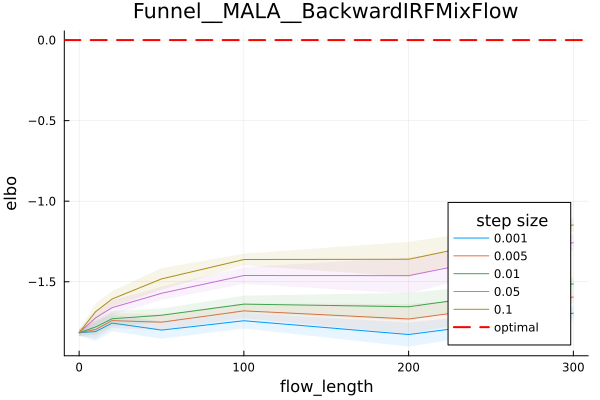 Funnel__MALA__BackwardIRFMixFlow
elbo
0.0
−0.5
−1.0
−1.5
step size
0.001
0.005
0.01
0.05
0.1
optimal
0 100 200 300
flow_length